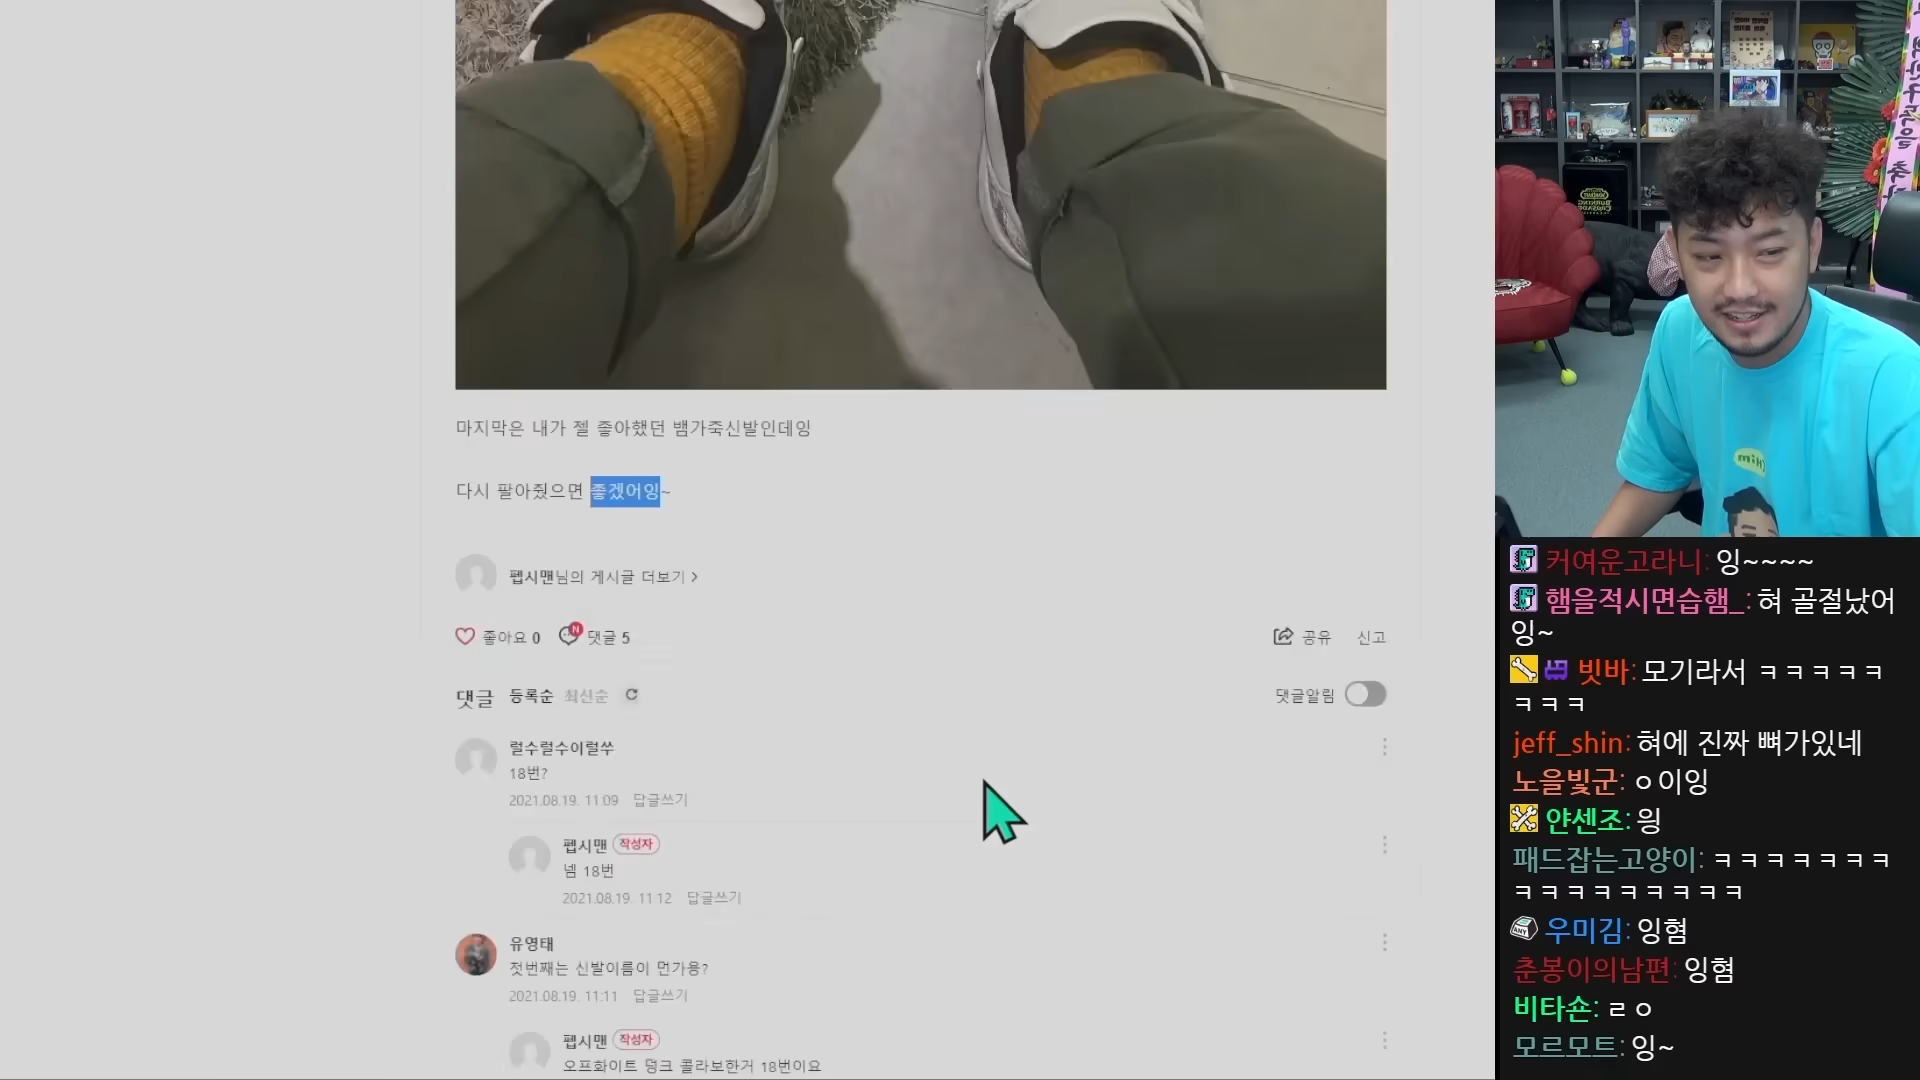 마지막은 내가 젤 좋아했던 뱀가죽신발인데잉
다시 팔아줬으면 좋겠어잉~
펩시맨님의 게시글 더보기 >
좋아요 0 댓글 5
공유 신고
댓글 등록순 최신순
댓글알림
럴수럴수이럴쑤
18번?
2021.08.19. 11:09 답글쓰기
펩시맨 작성자
넴 18번
2021.08.19. 11:12 답글쓰기
유영태
첫번째는 신발이름이 먼가용?
2021.08.19. 11:11 답글쓰기
펩시맨 작성자
오프화이트 덩크 콜라보한거 18번이요
커여운고라니: 잉~~~~
햄을적시면습햄_: 혀 골절났어
잉~
빗바: 모기라서 ㅋㅋㅋㅋㅋ
ㅋㅋㅋ
jeff_shin: 혀에 진짜 뼈가있네
노을빛군: ㅇ이잉
얀센조: 잉
패드잡는고양이: ㅋㅋㅋㅋㅋㅋㅋ
ㅋㅋㅋㅋㅋㅋㅋㅋㅋ
우미김: 잉혐
춘봉이의남편: 잉혐
비타숀: ㄹㅇ
모르모트: 잉~